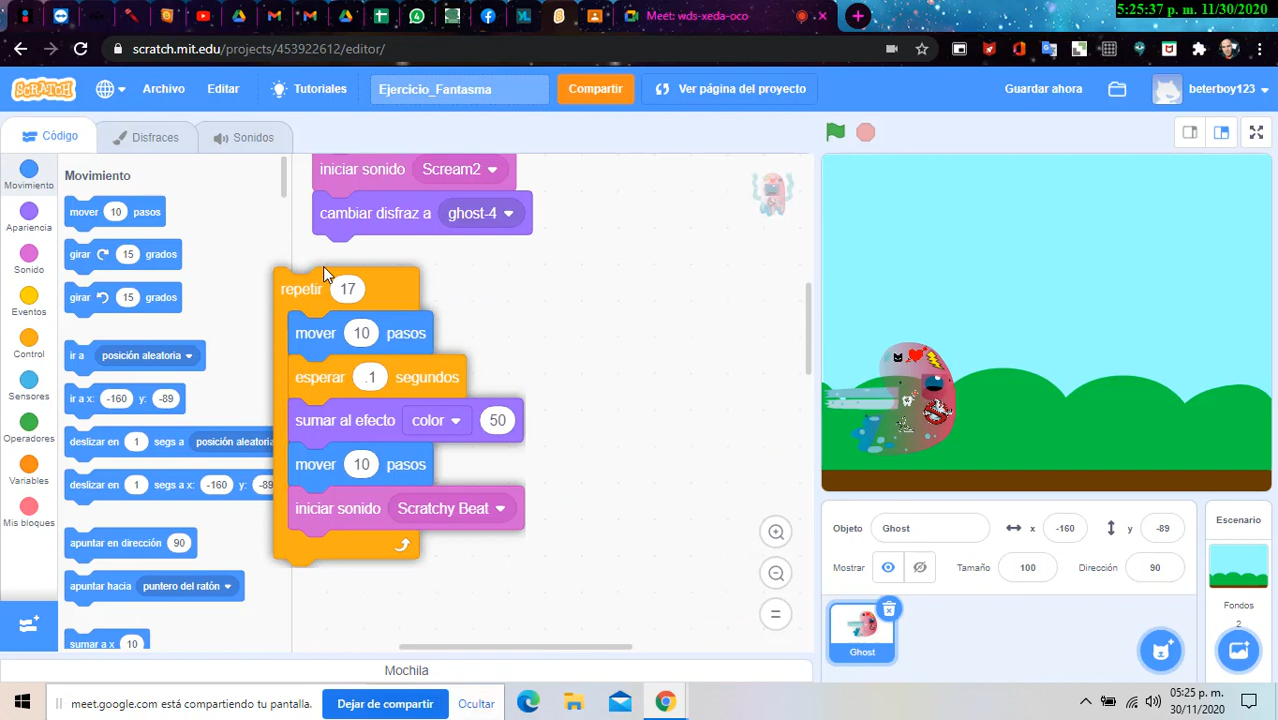 5:25:37 p. m. 11/30/2020
Meet: wds-xeda-oco
scratch.mit.edu/projects/453922612/editor/
SCRATCH
Archivo
Editar
Tutoriales
Ejercicio_Fantasma
Compartir
Ver página del proyecto
Guardar ahora
beterboy123
Código
Disfraces
Sonidos
Movimiento
Apariencia
Sonido
Eventos
Control
Sensores
Operadores
Variables
Mis bloques
Movimiento
mover 10 pasos
girar 15 grados
girar 15 grados
ir a posición aleatoria
ir a x: -160 y: -89
deslizar en 1 segs a posición aleatoria
deslizar en 1 segs a x: -160 y: -89
apuntar en dirección 90
apuntar hacia puntero del ratón
sumar a x 10
iniciar sonido Scream2
cambiar disfraz a ghost-4
repetir 17
mover 10 pasos
esperar .1 segundos
sumar al efecto color 50
mover 10 pasos
iniciar sonido Scratchy Beat
Mochila
Objeto Ghost x -160 y -89
Mostrar Tamaño 100 Dirección 90
Ghost
Escenario
Fondos
2
meet.google.com está compartiendo tu pantalla.
Dejar de compartir
Ocultar
05:25 p. m.
30/11/2020